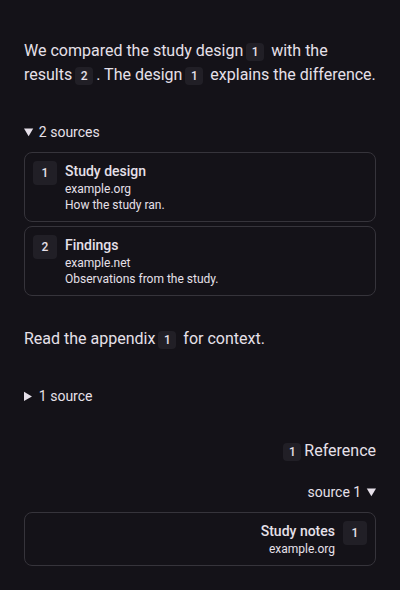 We compared the study design 1 with the
results 2 . The design 1 explains the difference.
▼ 2 sources
1 Study design
example.org
How the study ran.
2 Findings
example.net
Observations from the study.
Read the appendix 1 for context.
▶ 1 source
1 Reference
source 1 ▼
Study notes 1
example.org